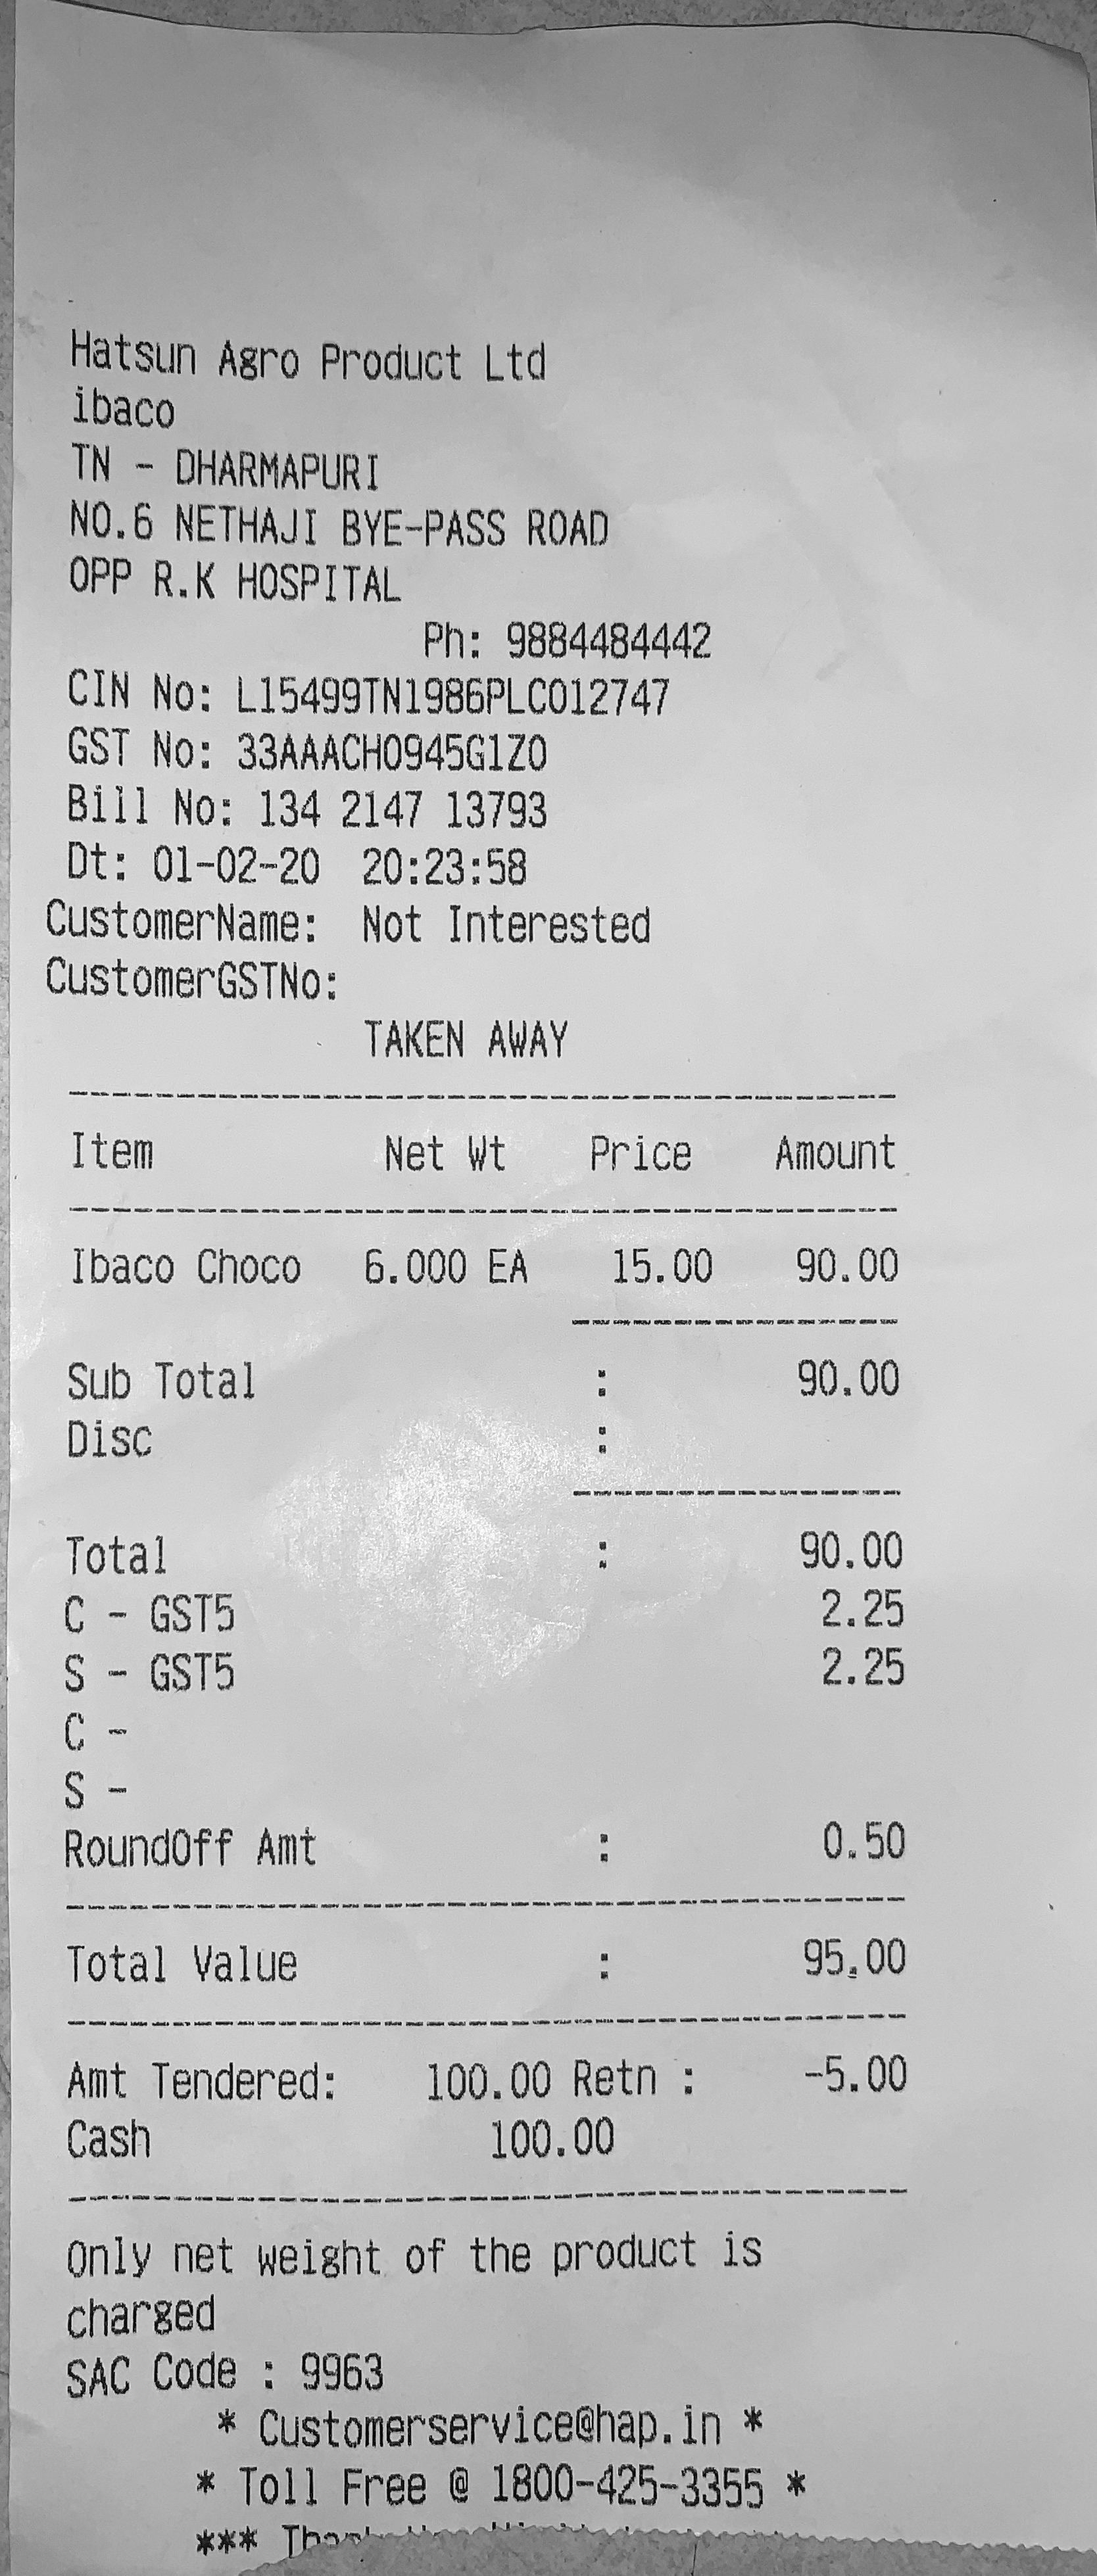 Hatsun Agro Product Ltd
ibaco
TN - DHARMAPURI
NO.6 NETHAJI BYE-PASS ROAD
OPP R.K HOSPITAL
Ph: 9884484442
CIN No: L15499TN1986PLC012747
GST No: 33AAACH0945G1Z0
Bill No: 134 2147 13793
Dt: 01-02-20 20:23:58
CustomerName: Not Interested
CustomerGSTNo:
TAKEN AWAY
Item Net Wt Price Amount
Ibaco Choco 6.000 EA 15.00 90.00
Sub Total : 90.00
Disc :
Total : 90.00
C - GST5 2.25
S - GST5 2.25
C -
S -
RoundOff Amt : 0.50
Total Value : 95.00
Amt Tendered: 100.00 Retn : -5.00
Cash 100.00
Only net weight of the product is
charged
SAC Code : 9963
* Customerservice@hap.in *
* Toll Free @ 1800-425-3355 *
***